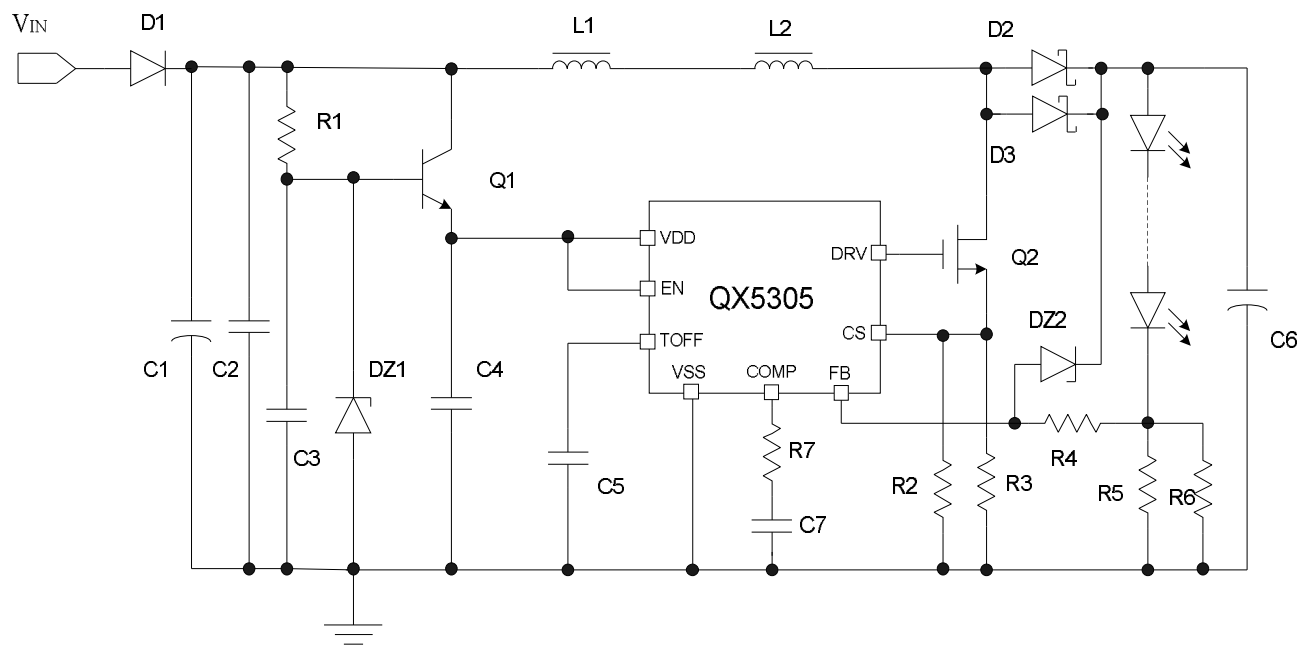 VIN
D1
L1
L2
D2
R1
Q1
D3
VDD
DRV
Q2
EN
QX5305
TOFF
CS
DZ2
C1
C2
DZ1
C4
VSS
COMP
FB
C6
C3
C5
R7
R2
R3
R4
R5
R6
C7